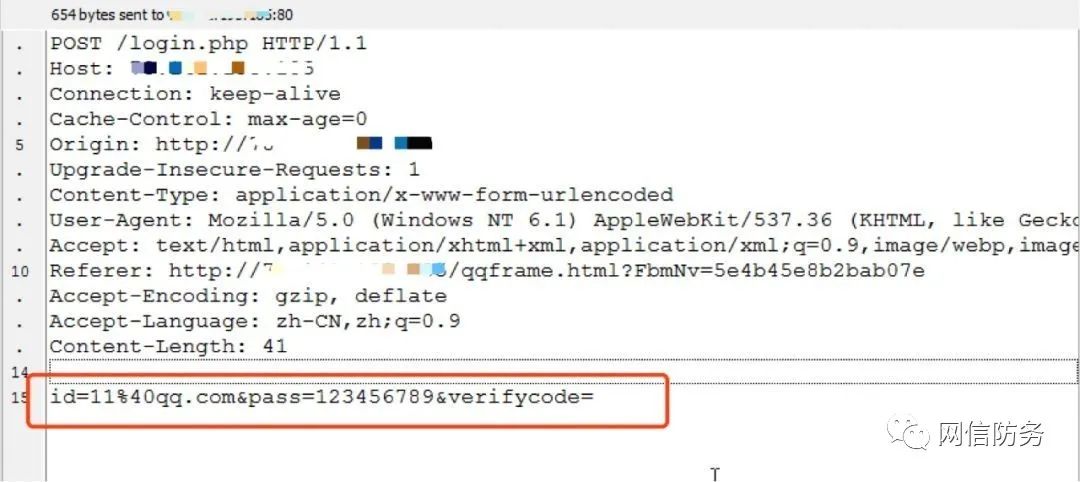 654 bytes sent to :80
. POST /login.php HTTP/1.1
. Host:
. Connection: keep-alive
. Cache-Control: max-age=0
5 Origin: http://
. Upgrade-Insecure-Requests: 1
. Content-Type: application/x-www-form-urlencoded
. User-Agent: Mozilla/5.0 (Windows NT 6.1) AppleWebKit/537.36 (KHTML, like Gecko
. Accept: text/html,application/xhtml+xml,application/xml;q=0.9,image/webp,image
10 Referer: http:// /qqframe.html?FbmNv=5e4b45e8b2bab07e
. Accept-Encoding: gzip, deflate
. Accept-Language: zh-CN,zh;q=0.9
. Content-Length: 41
14
15 id=11%40qq.com&pass=123456789&verifycode=
网信防务